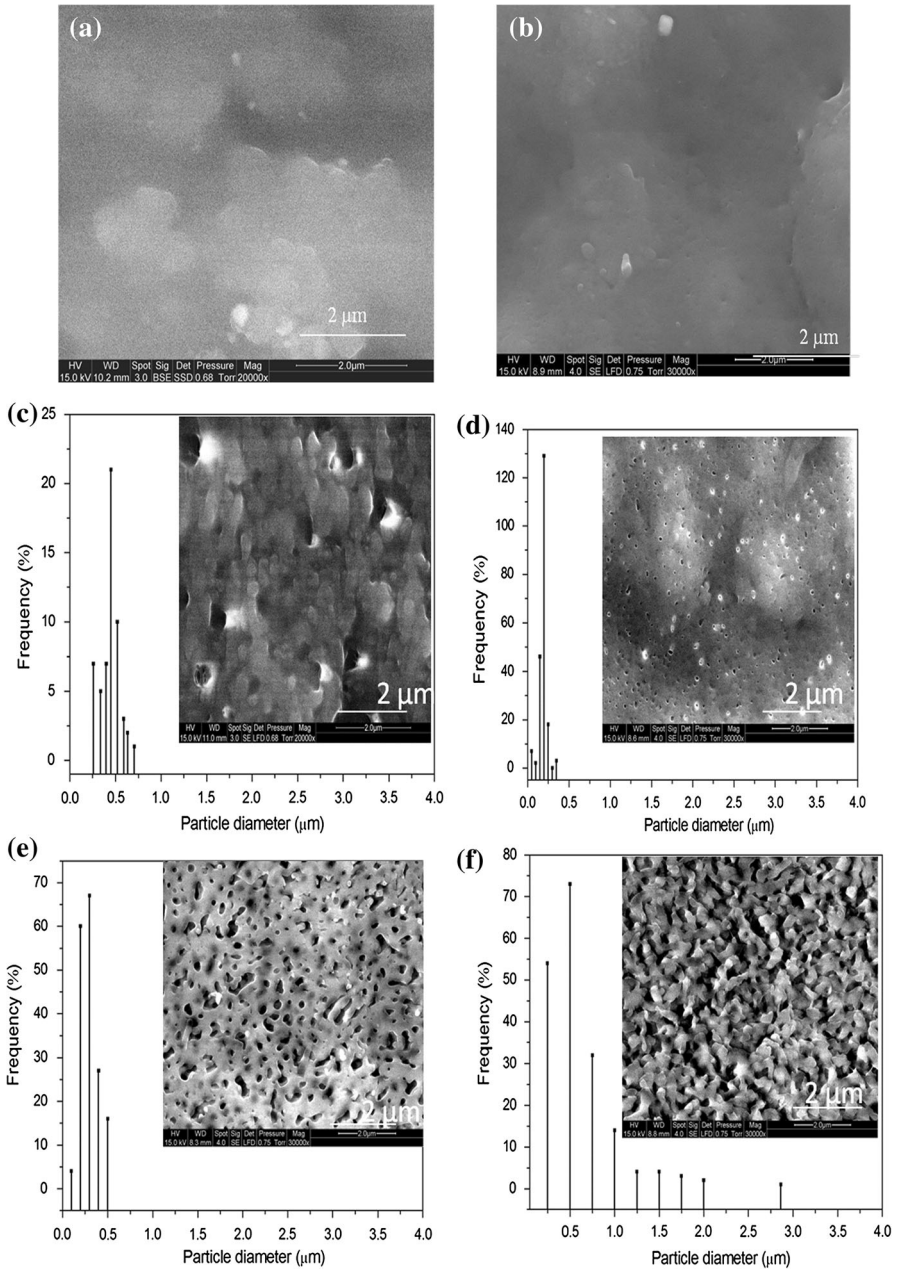 (a)
2 μm
HV WD Spot Sig Det Pressure Mag 2.0μm
15.0 kV 10.2 mm 3.0 BSE SSD 0.68 Torr 20000x
(b)
2 μm
HV WD Spot Sig Det Pressure Mag 2.0μm
15.0 kV 8.9 mm 4.0 SE LFD 0.75 Torr 30000x
(c)
25
20
15
10
5
0
Frequency (%)
2 μm
HV WD Spot Sig Det Pressure Mag 2.0μm
15.0 kV 11.0 mm 3.0 SE LFD 0.68 Torr 20000x
0.0 0.5 1.0 1.5 2.0 2.5 3.0 3.5 4.0
Particle diameter (μm)
(d)
140
120
100
80
60
40
20
0
Frequency (%)
2 μm
HV WD Spot Sig Det Pressure Mag 2.0μm
15.0 kV 8.6 mm 4.0 SE LFD 0.75 Torr 30000x
0.0 0.5 1.0 1.5 2.0 2.5 3.0 3.5 4.0
Particle diameter (μm)
(e)
70
60
50
40
30
20
10
0
Frequency (%)
2 μm
HV WD Spot Sig Det Pressure Mag 2.0μm
15.0 kV 8.3 mm 4.0 SE LFD 0.75 Torr 30000x
0.0 0.5 1.0 1.5 2.0 2.5 3.0 3.5 4.0
Particle diameter (μm)
(f)
80
70
60
50
40
30
20
10
0
Frequency (%)
2 μm
HV WD Spot Sig Det Pressure Mag 2.0μm
15.0 kV 8.8 mm 4.0 SE LFD 0.75 Torr 30000x
0.5 1.0 1.5 2.0 2.5 3.0 3.5 4.0
Particle diameter (μm)